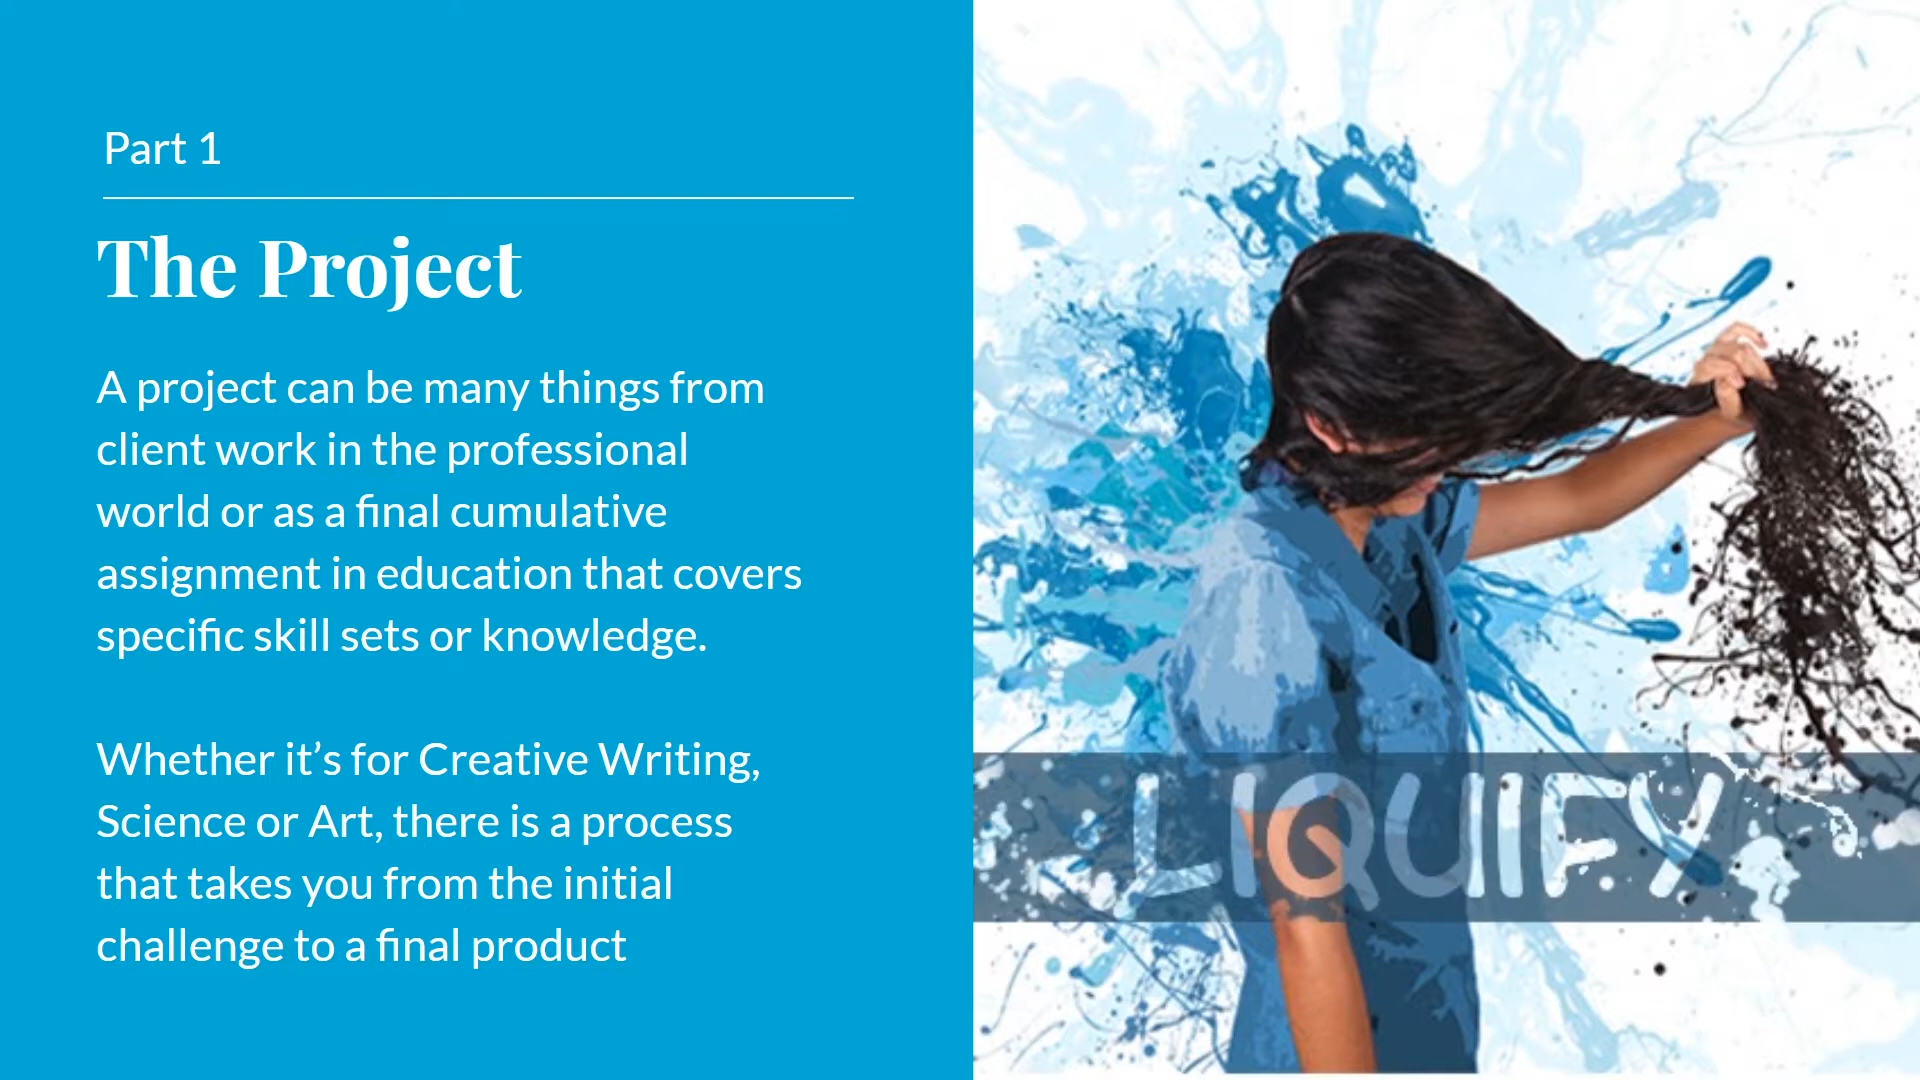 Part 1
The Project
A project can be many things from
client work in the professional
world or as a final cumulative
assignment in education that covers
specific skill sets or knowledge.
Whether it’s for Creative Writing,
Science or Art, there is a process
that takes you from the initial
challenge to a final product
LIQUIFY